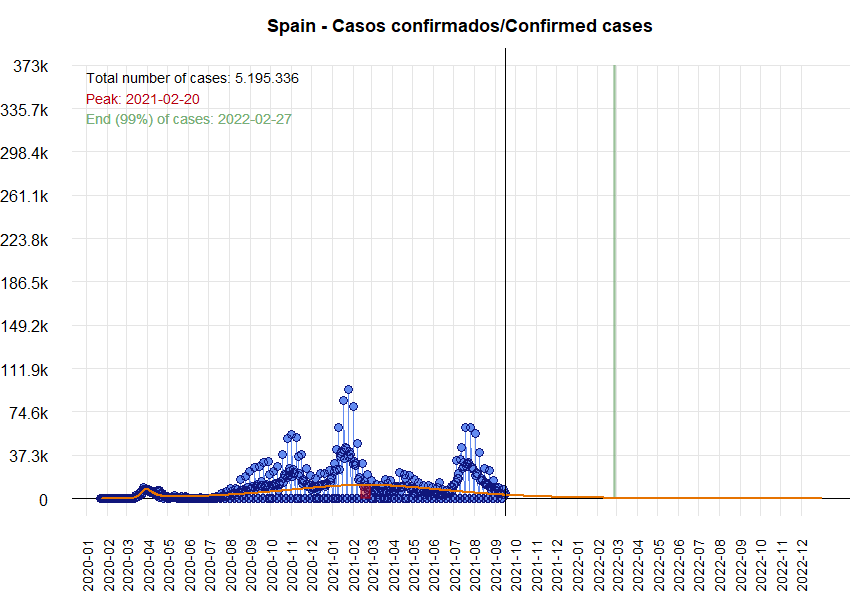 Spain - Casos confirmados/Confirmed cases
373k
Total number of cases: 5.195.336
Peak: 2021-02-20
335.7k
End (99%) of cases: 2022-02-27
298.4k
261.1k
223.8k
186.5k
149.2k
111.9k
74.6k
37.3k
0
2020-01
2020-02
2020-03
2020-04
2020-05
2020-06
2020-07
2020-08
2020-09
2020-10
2020-11
2020-12
2021-01
2021-02
2021-03
2021-04
2021-05
2021-06
2021-07
2021-08
2021-09
2021-10
2021-11
2021-12
2022-01
2022-02
2022-03
2022-04
2022-05
2022-06
2022-07
2022-08
2022-09
2022-10
2022-11
2022-12